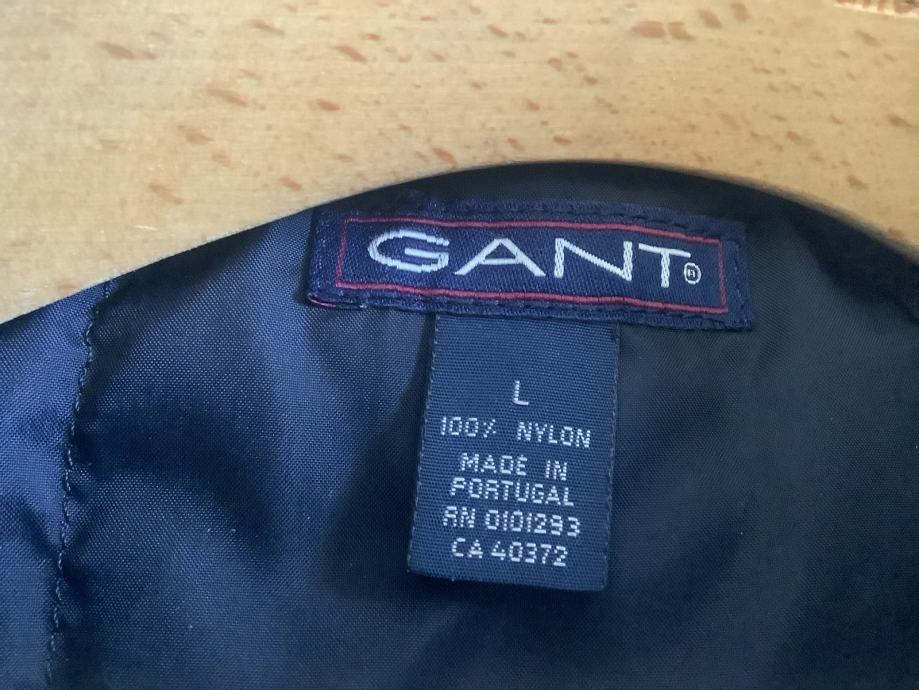 GANT®
L
100% NYLON
MADE IN
PORTUGAL
RN 0101293
CA 40372